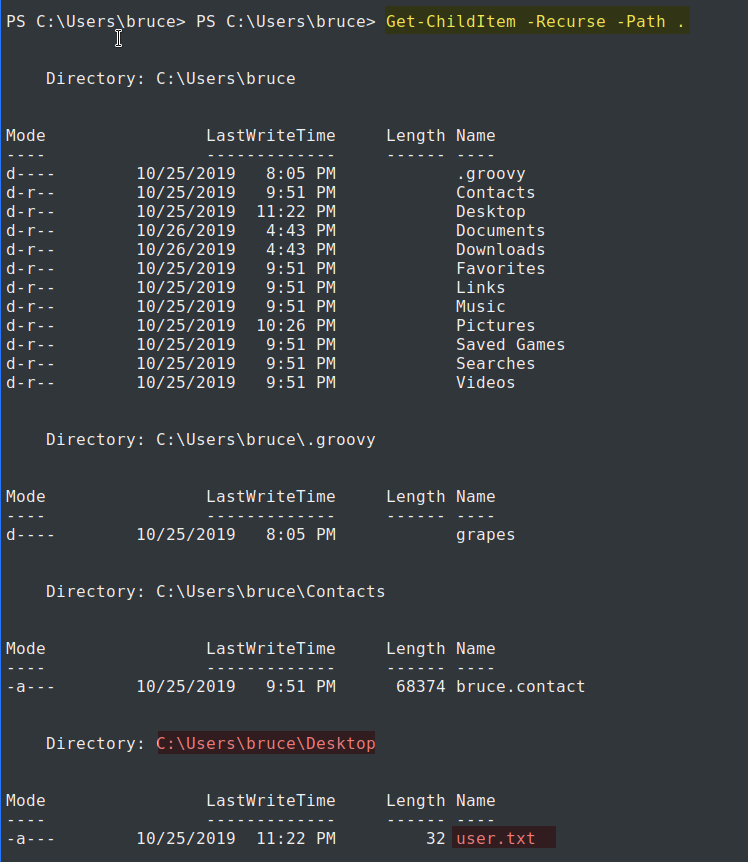 PS C:\Users\bruce> PS C:\Users\bruce> Get-ChildItem -Recurse -Path .
Directory: C:\Users\bruce
Mode LastWriteTime Length Name
---- ------------- ------ ----
d---- 10/25/2019 8:05 PM .groovy
d-r-- 10/25/2019 9:51 PM Contacts
d-r-- 10/25/2019 11:22 PM Desktop
d-r-- 10/26/2019 4:43 PM Documents
d-r-- 10/26/2019 4:43 PM Downloads
d-r-- 10/25/2019 9:51 PM Favorites
d-r-- 10/25/2019 9:51 PM Links
d-r-- 10/25/2019 9:51 PM Music
d-r-- 10/25/2019 10:26 PM Pictures
d-r-- 10/25/2019 9:51 PM Saved Games
d-r-- 10/25/2019 9:51 PM Searches
d-r-- 10/25/2019 9:51 PM Videos
Directory: C:\Users\bruce\.groovy
Mode LastWriteTime Length Name
---- ------------- ------ ----
d---- 10/25/2019 8:05 PM grapes
Directory: C:\Users\bruce\Contacts
Mode LastWriteTime Length Name
---- ------------- ------ ----
-a--- 10/25/2019 9:51 PM 68374 bruce.contact
Directory: C:\Users\bruce\Desktop
Mode LastWriteTime Length Name
---- ------------- ------ ----
-a--- 10/25/2019 11:22 PM 32 user.txt